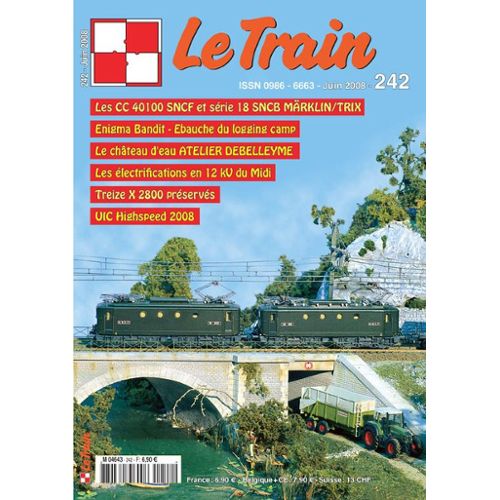 242 - Juin 2008
Le Train
ISSN 0986 - 6663 - Juin 2008 - 242
Les CC 40100 SNCF et série 18 SNCB MÄRKLIN/TRIX
Enigma Bandit - Ebauche du logging camp
Le château d'eau ATELIER DEBELLEYME
Les électrifications en 12 kV du Midi
Treize X 2800 préservés
UIC Highspeed 2008
LE TRAIN
M 04643 - 242 - F: 6,90 €
France : 6,90 € - Belgique+CE : 7,90 € - Suisse : 13 CHF